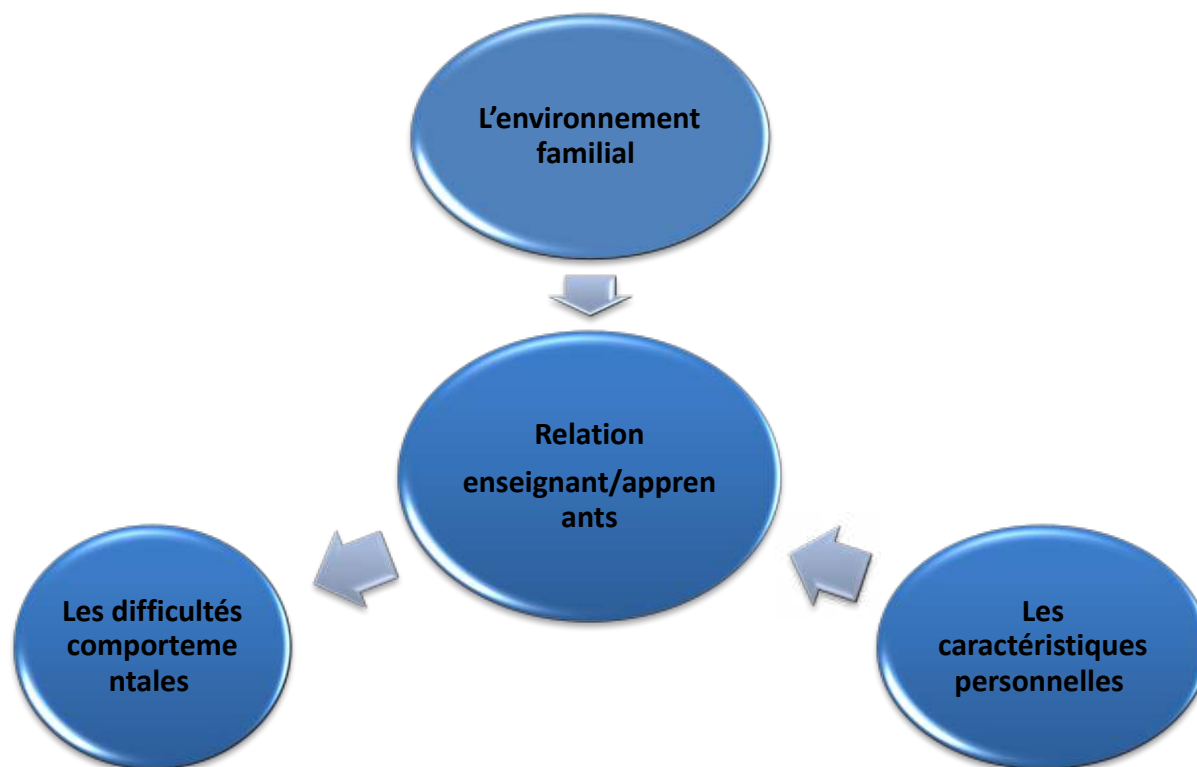 L’environnement
familial
Relation
enseignant/appren
ants
Les difficultés
comporteme
ntales
Les
caractéristiques
personnelles